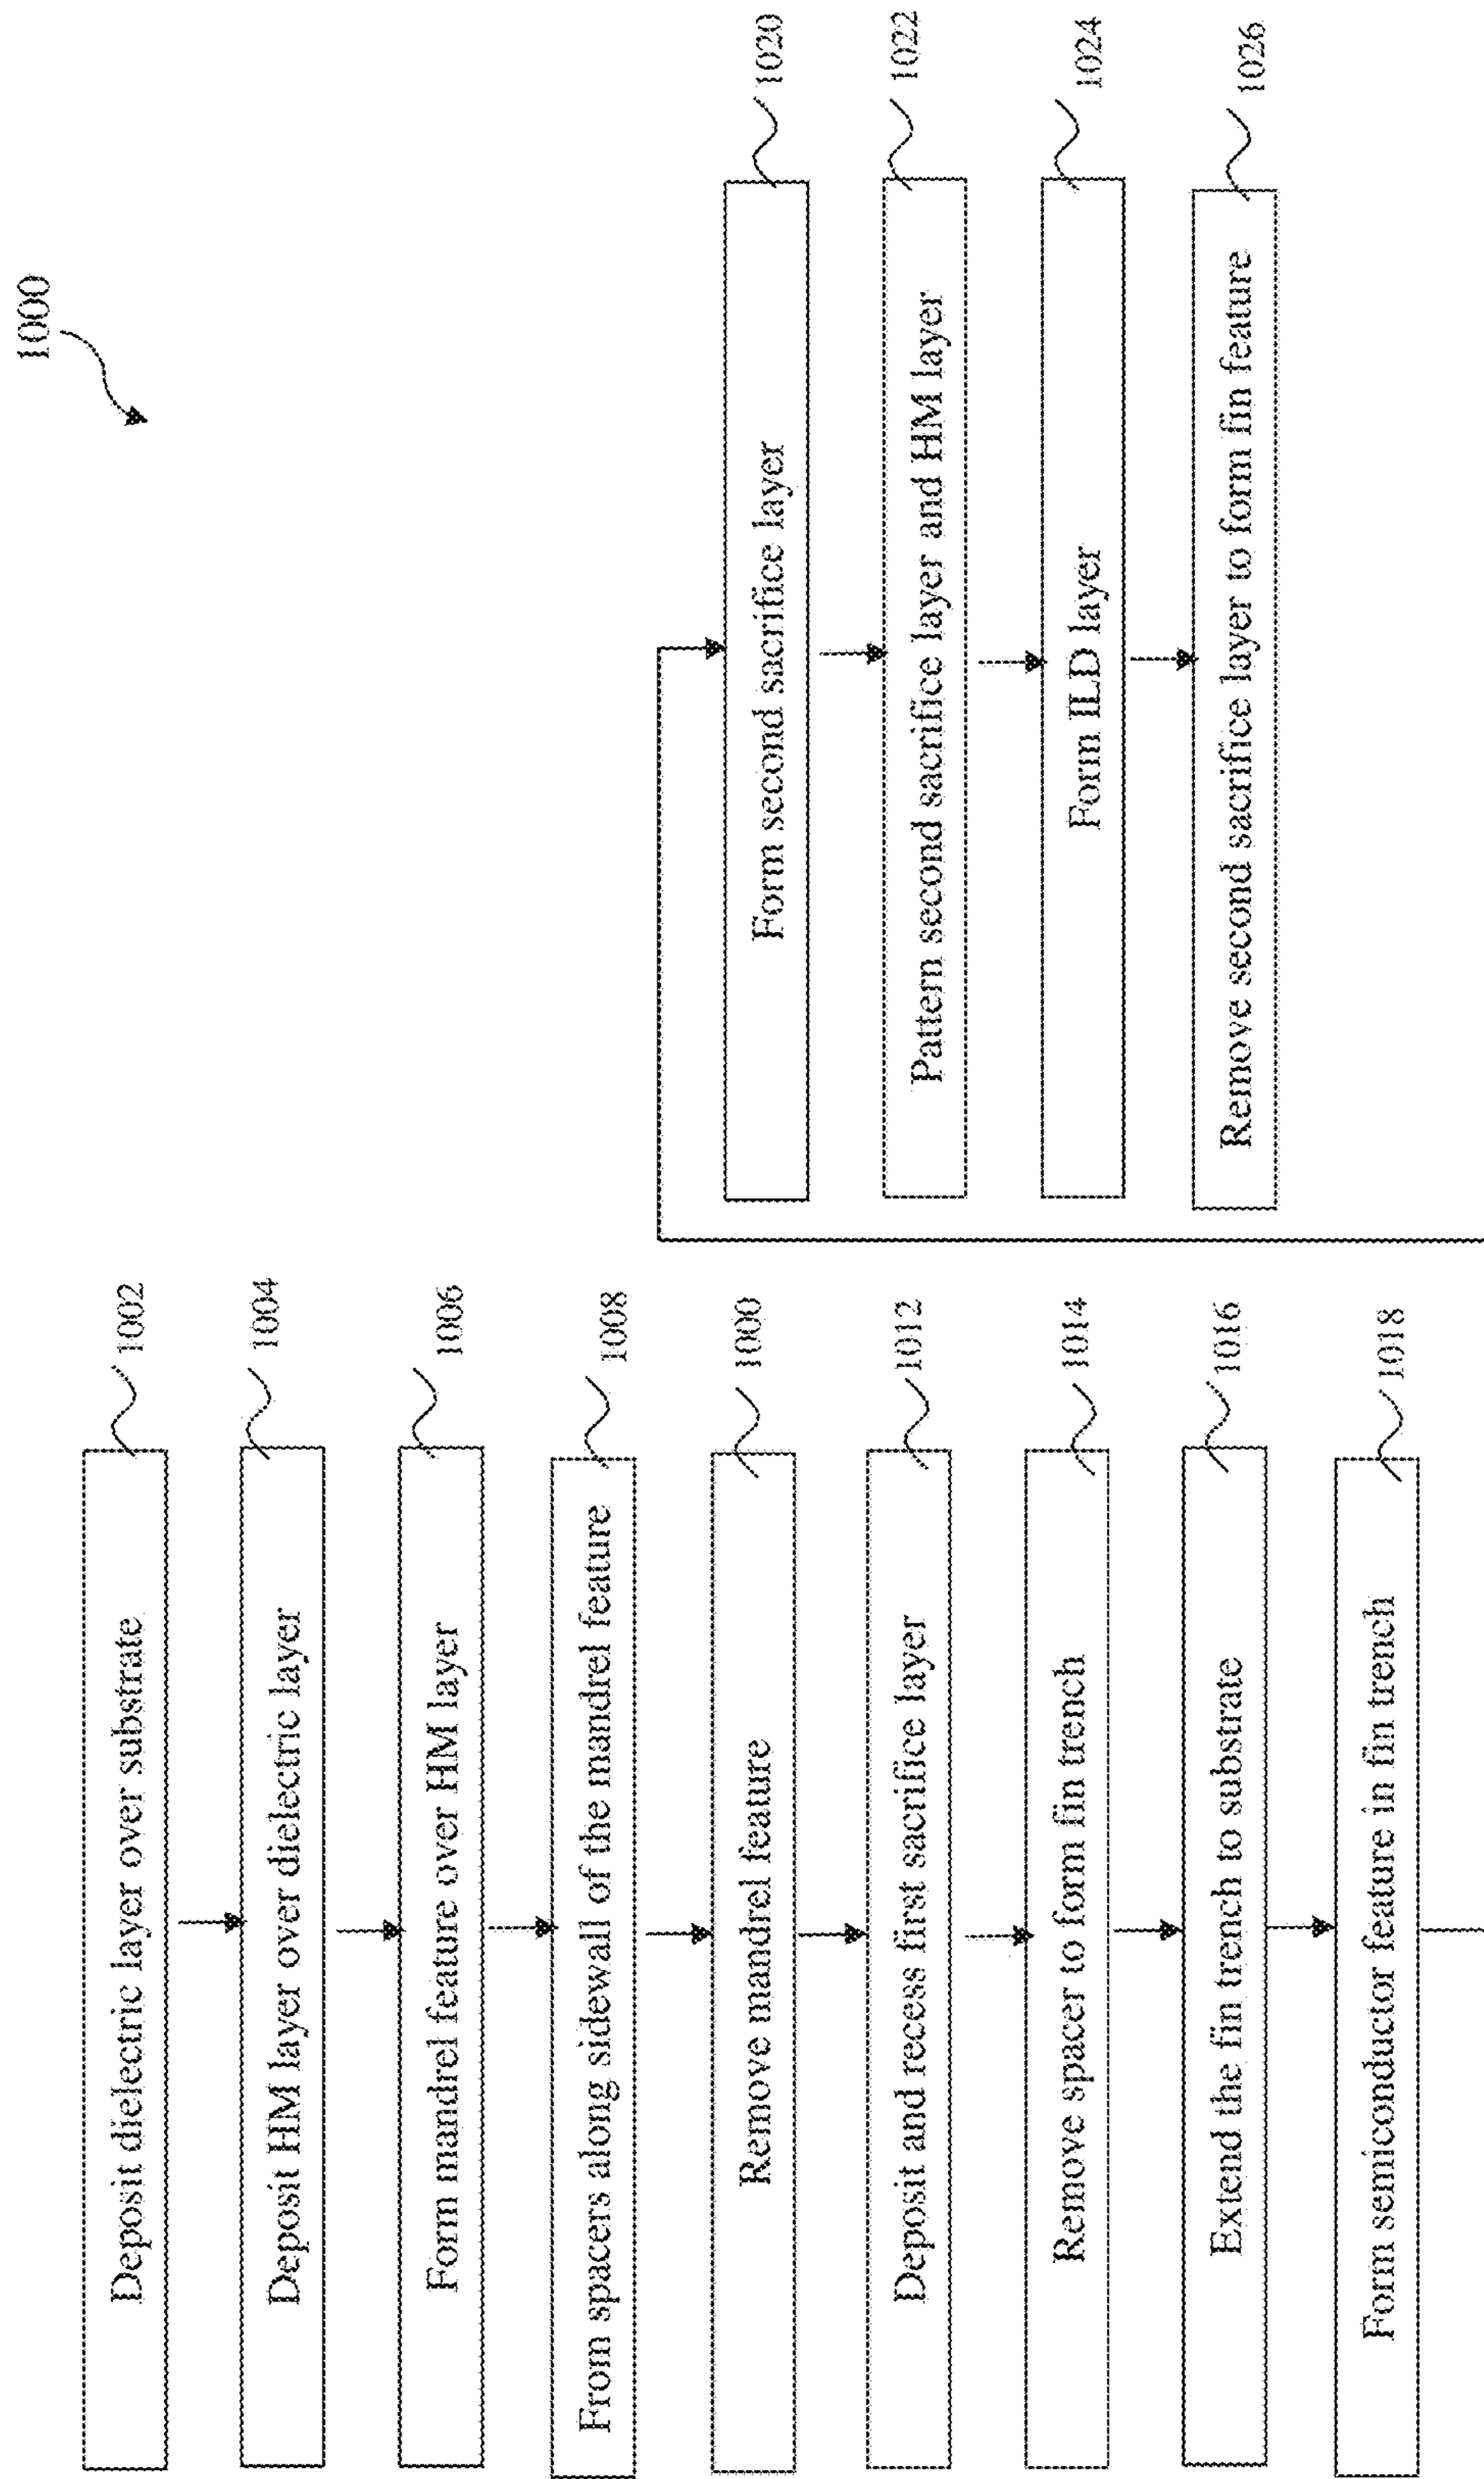 1000
Deposit dielectric layer over substrate
1002
Deposit HM layer over dielectric layer
1004
Form mandrel feature over HM layer
1006
From spacers along sidewall of the mandrel feature
1008
Remove mandrel feature
1000
Deposit and recess first sacrifice layer
1012
Remove spacer to form fin trench
1014
Extend the fin trench to substrate
1016
Form semiconductor feature in fin trench
1018
Form second sacrifice layer
1020
Pattern second sacrifice layer and HM layer
1022
Form ILD layer
1024
Remove second sacrifice layer to form fin feature
1026